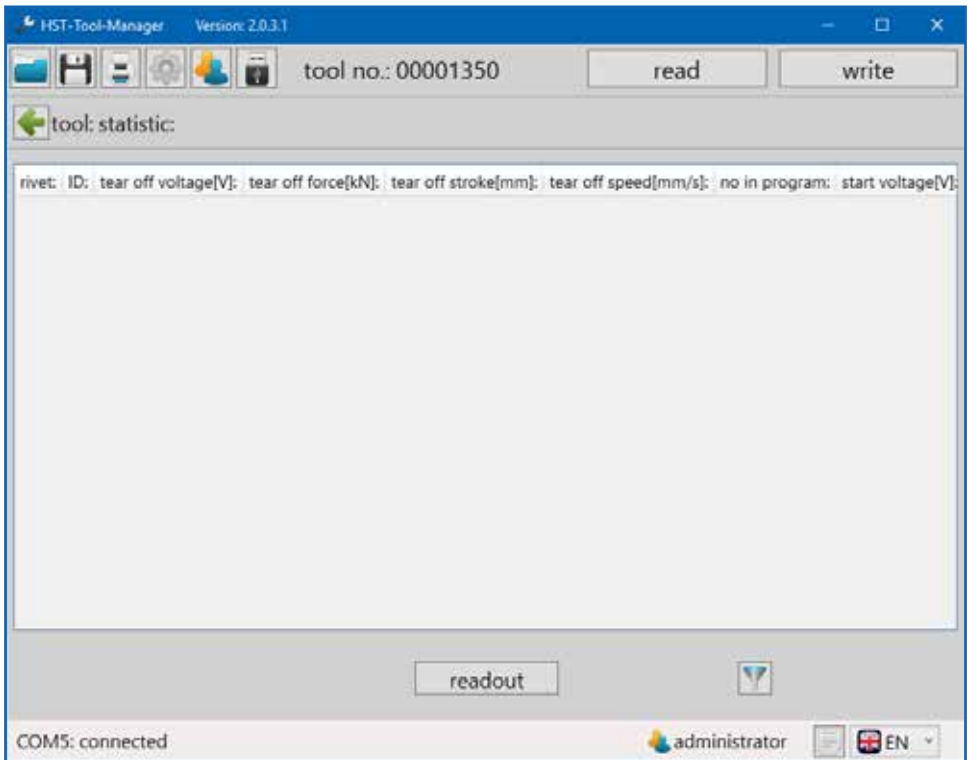 HST-Tool-Manager Version: 2.0.3.1
tool no.: 00001350 read write
tool: statistic:
rivet: ID: tear off voltage[V]: tear off force[kN]: tear off stroke[mm]: tear off speed[mm/s]: no in program: start voltage[V]:
readout
COM5: connected administrator EN